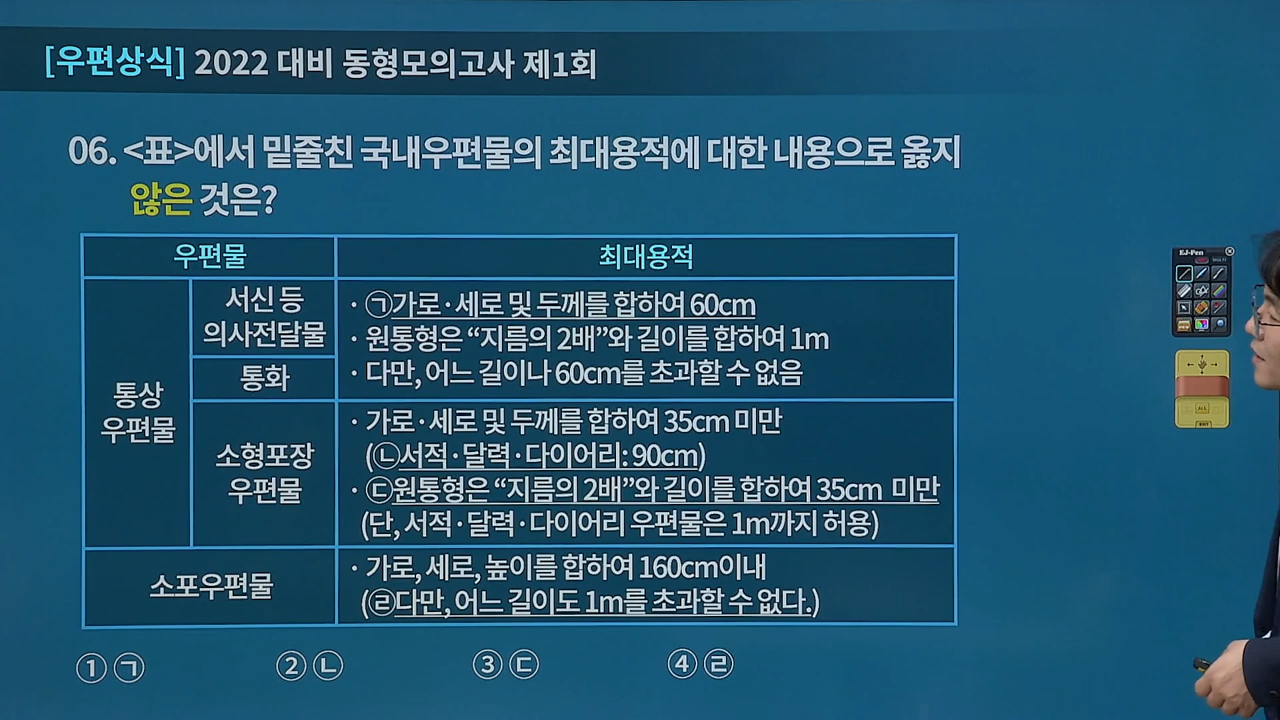 [우편상식] 2022 대비 동형모의고사 제1회
06. <표>에서 밑줄친 국내우편물의 최대용적에 대한 내용으로 옳지
않은 것은?
우편물
최대용적
통상
우편물
서신 등
의사전달물
통화
· ㉠가로·세로 및 두께를 합하여 60cm
· 원통형은 “지름의 2배”와 길이를 합하여 1m
· 다만, 어느 길이나 60cm를 초과할 수 없음
소형포장
우편물
· 가로·세로 및 두께를 합하여 35cm 미만
(㉡서적·달력·다이어리: 90cm)
· ㉢원통형은 “지름의 2배”와 길이를 합하여 35cm 미만
(단, 서적·달력·다이어리 우편물은 1m까지 허용)
소포우편물
· 가로, 세로, 높이를 합하여 160cm이내
(㉣다만, 어느 길이도 1m를 초과할 수 없다.)
① ㉠
② ㉡
③ ㉢
④ ㉣
EJ-Pen
ALL